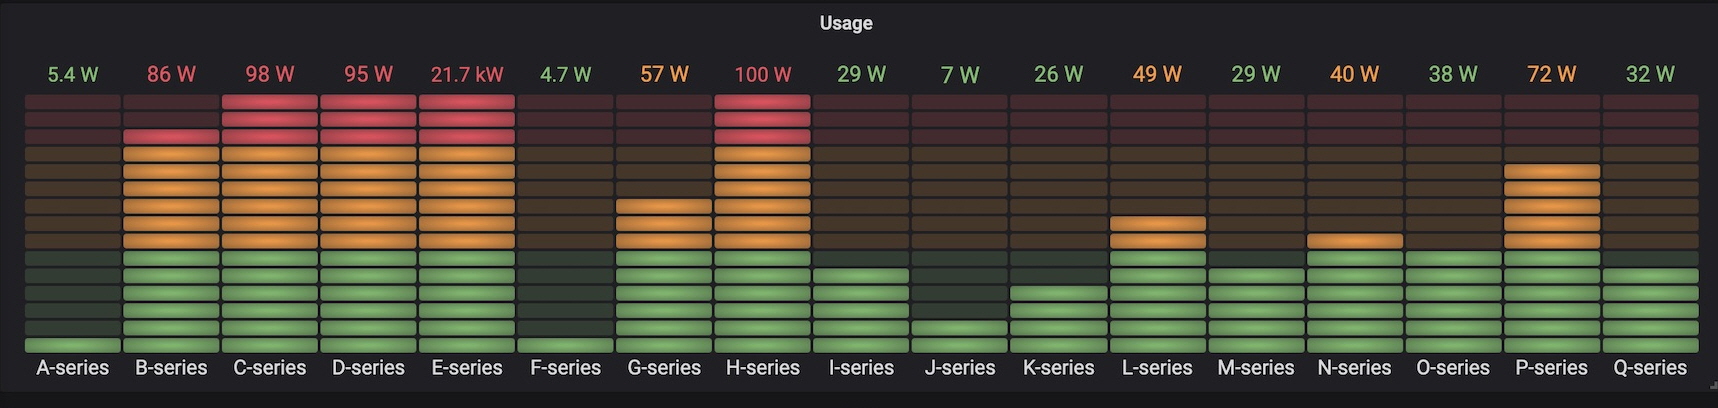 Usage
5.4 W 86 W 98 W 95 W 21.7 kW 4.7 W 57 W 100 W 29 W 7 W 26 W 49 W 29 W 40 W 38 W 72 W 32 W
A-series B-series C-series D-series E-series F-series G-series H-series I-series J-series K-series L-series M-series N-series O-series P-series Q-series